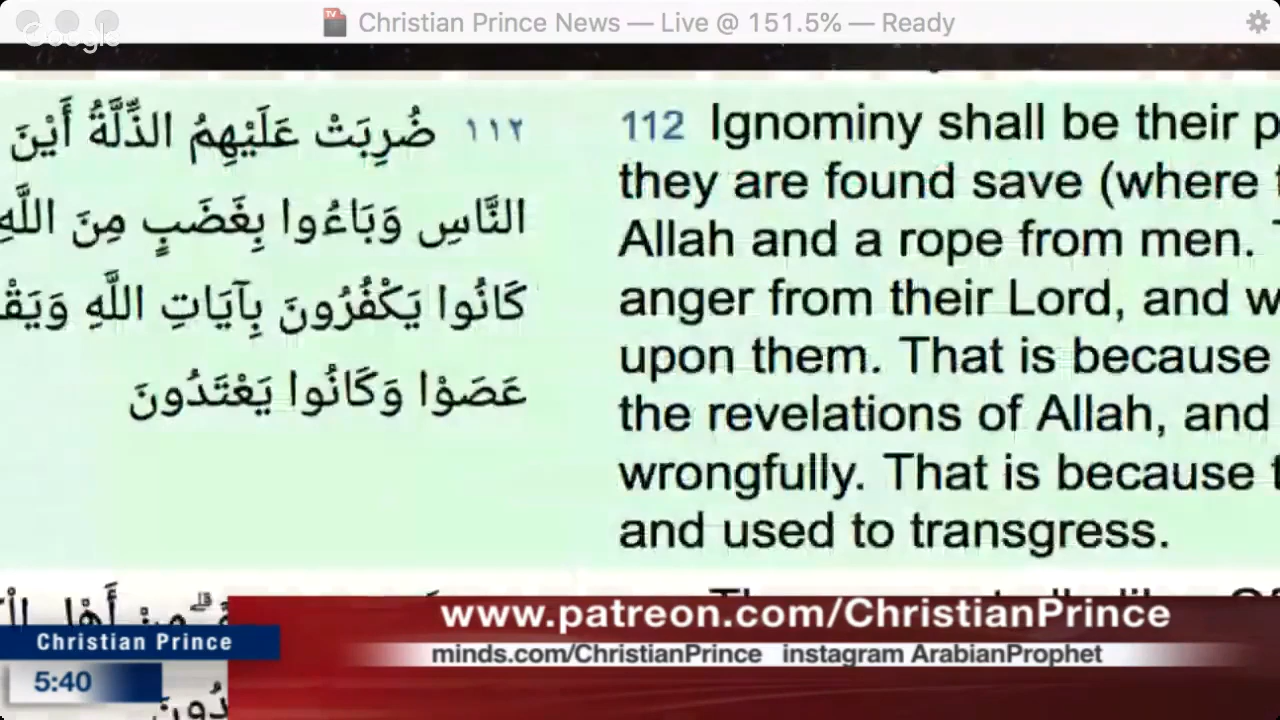 Christian Prince News — Live @ 151.5% — Ready
Google
١١٢ ضُرِبَتْ عَلَيْهِمُ الذِّلَّةُ أَيْنَ
النَّاسِ وَبَاءُوا بِغَضَبٍ مِنَ اللَّهِ
كَانُوا يَكْفُرُونَ بِآيَاتِ اللَّهِ وَيَقْ
عَصَوْا وَكَانُوا يَعْتَدُونَ
112 Ignominy shall be their p
they are found save (where t
Allah and a rope from men. T
anger from their Lord, and w
upon them. That is because
the revelations of Allah, and
wrongfully. That is because t
and used to transgress.
www.patreon.com/ChristianPrince
Christian Prince
minds.com/ChristianPrince instagram ArabianProphet
5:40